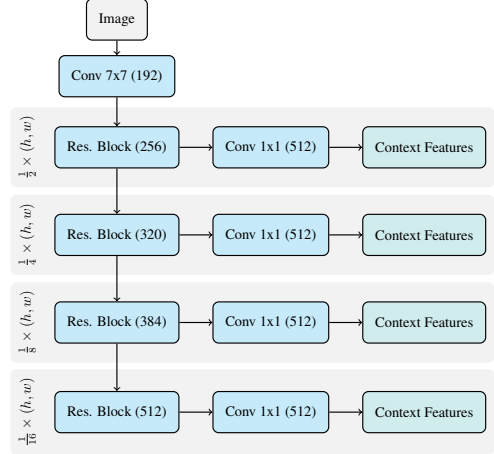 Image
Conv 7x7 (192)
1/2 × (h, w)
Res. Block (256) Conv 1x1 (512) Context Features
1/4 × (h, w)
Res. Block (320) Conv 1x1 (512) Context Features
1/8 × (h, w)
Res. Block (384) Conv 1x1 (512) Context Features
1/16 × (h, w)
Res. Block (512) Conv 1x1 (512) Context Features